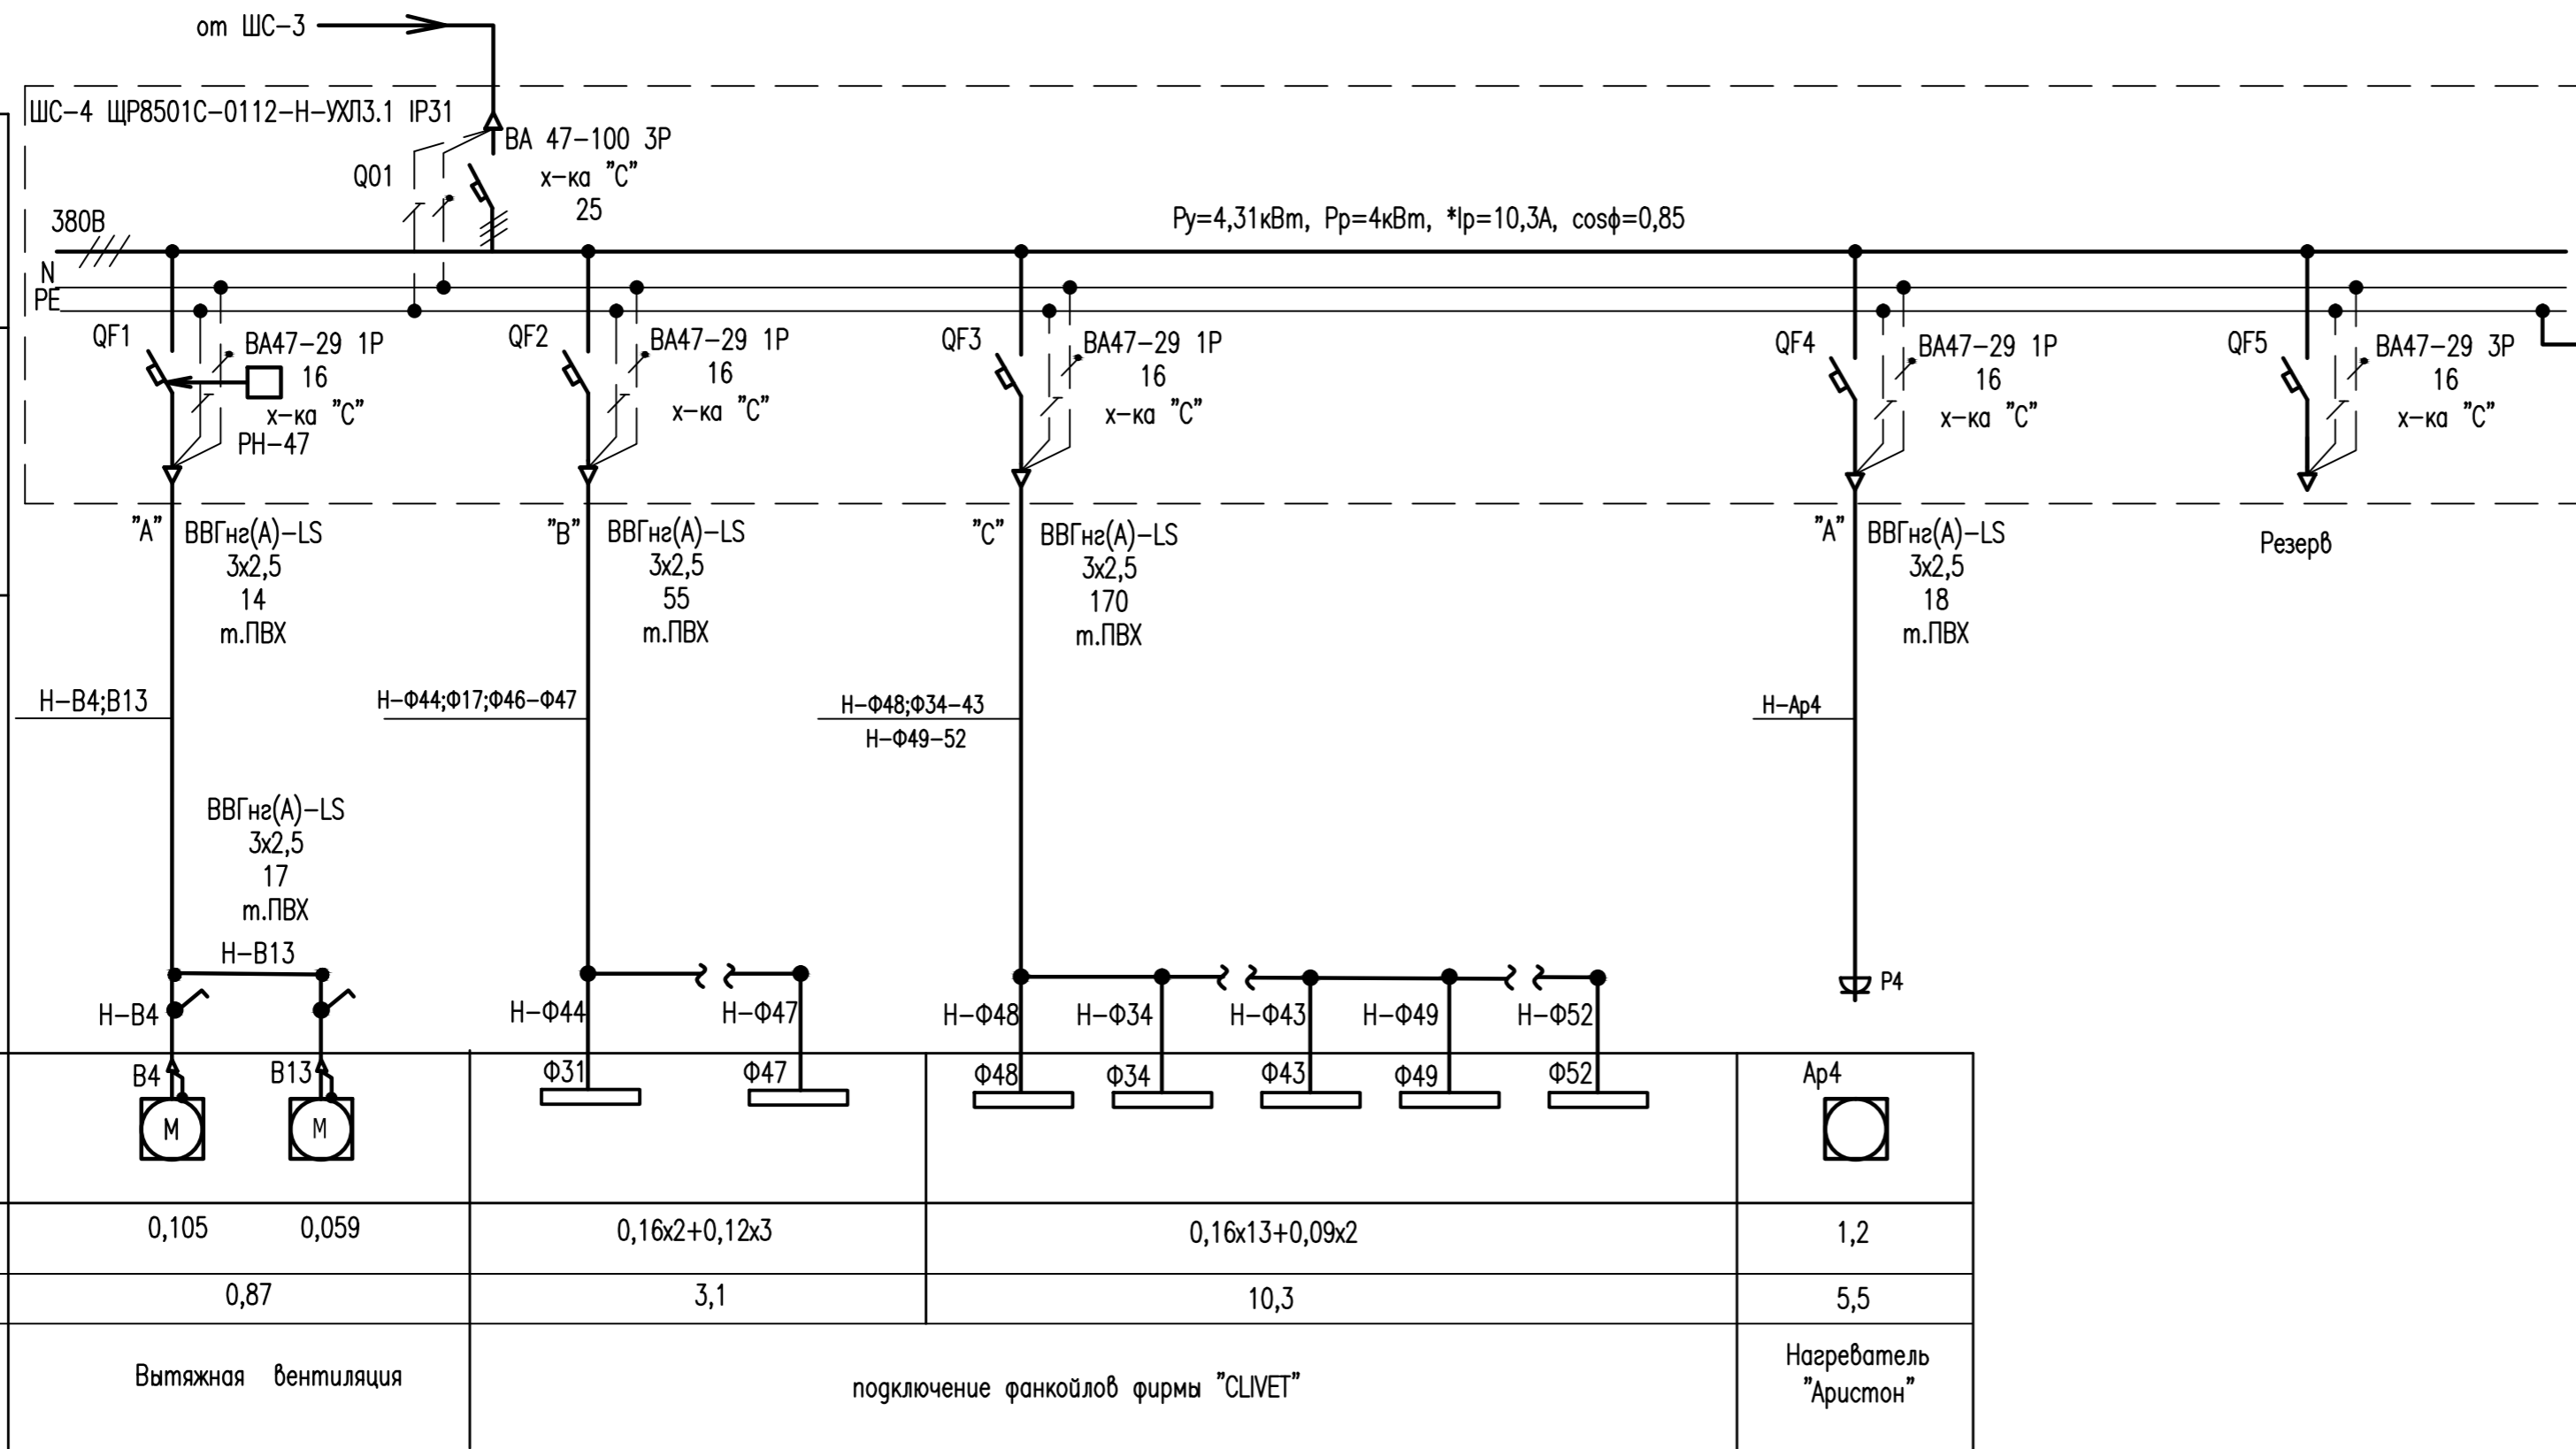 от ШС-3
ШС-4 ЩР8501С-0112-Н-УХЛ3.1 IP31
ВА 47-100 3Р
Q01
х-ка "С"
25
380В
Ру=4,31кВт, Рр=4кВт, *Iр=10,3А, cosф=0,85
N
PE
QF1
ВА47-29 1Р
16
х-ка "С"
РН-47
QF2
ВА47-29 1Р
16
х-ка "С"
QF3
ВА47-29 1Р
16
х-ка "С"
QF4
ВА47-29 1Р
16
х-ка "С"
QF5
ВА47-29 3Р
16
х-ка "С"
"А"
ВВГнг(А)-LS
3х2,5
14
т.ПВХ
"В"
ВВГнг(А)-LS
3х2,5
55
т.ПВХ
"С"
ВВГнг(А)-LS
3х2,5
170
т.ПВХ
"А"
ВВГнг(А)-LS
3х2,5
18
т.ПВХ
Резерв
Н-В4;В13
Н-Ф44;Ф17;Ф46-Ф47
Н-Ф48;Ф34-43
Н-Ф49-52
Н-Ар4
ВВГнг(А)-LS
3х2,5
17
т.ПВХ
Н-В13
Н-В4
Н-Ф44
Н-Ф47
Н-Ф48
Н-Ф34
Н-Ф43
Н-Ф49
Н-Ф52
Р4
В4
В13
Ф31
Ф47
Ф48
Ф34
Ф43
Ф49
Ф52
Ар4
М
М
0,105
0,059
0,16х2+0,12х3
0,16х13+0,09х2
1,2
0,87
3,1
10,3
5,5
Вытяжная вентиляция
подключение фанкойлов фирмы "CLIVET"
Нагреватель
"Аристон"